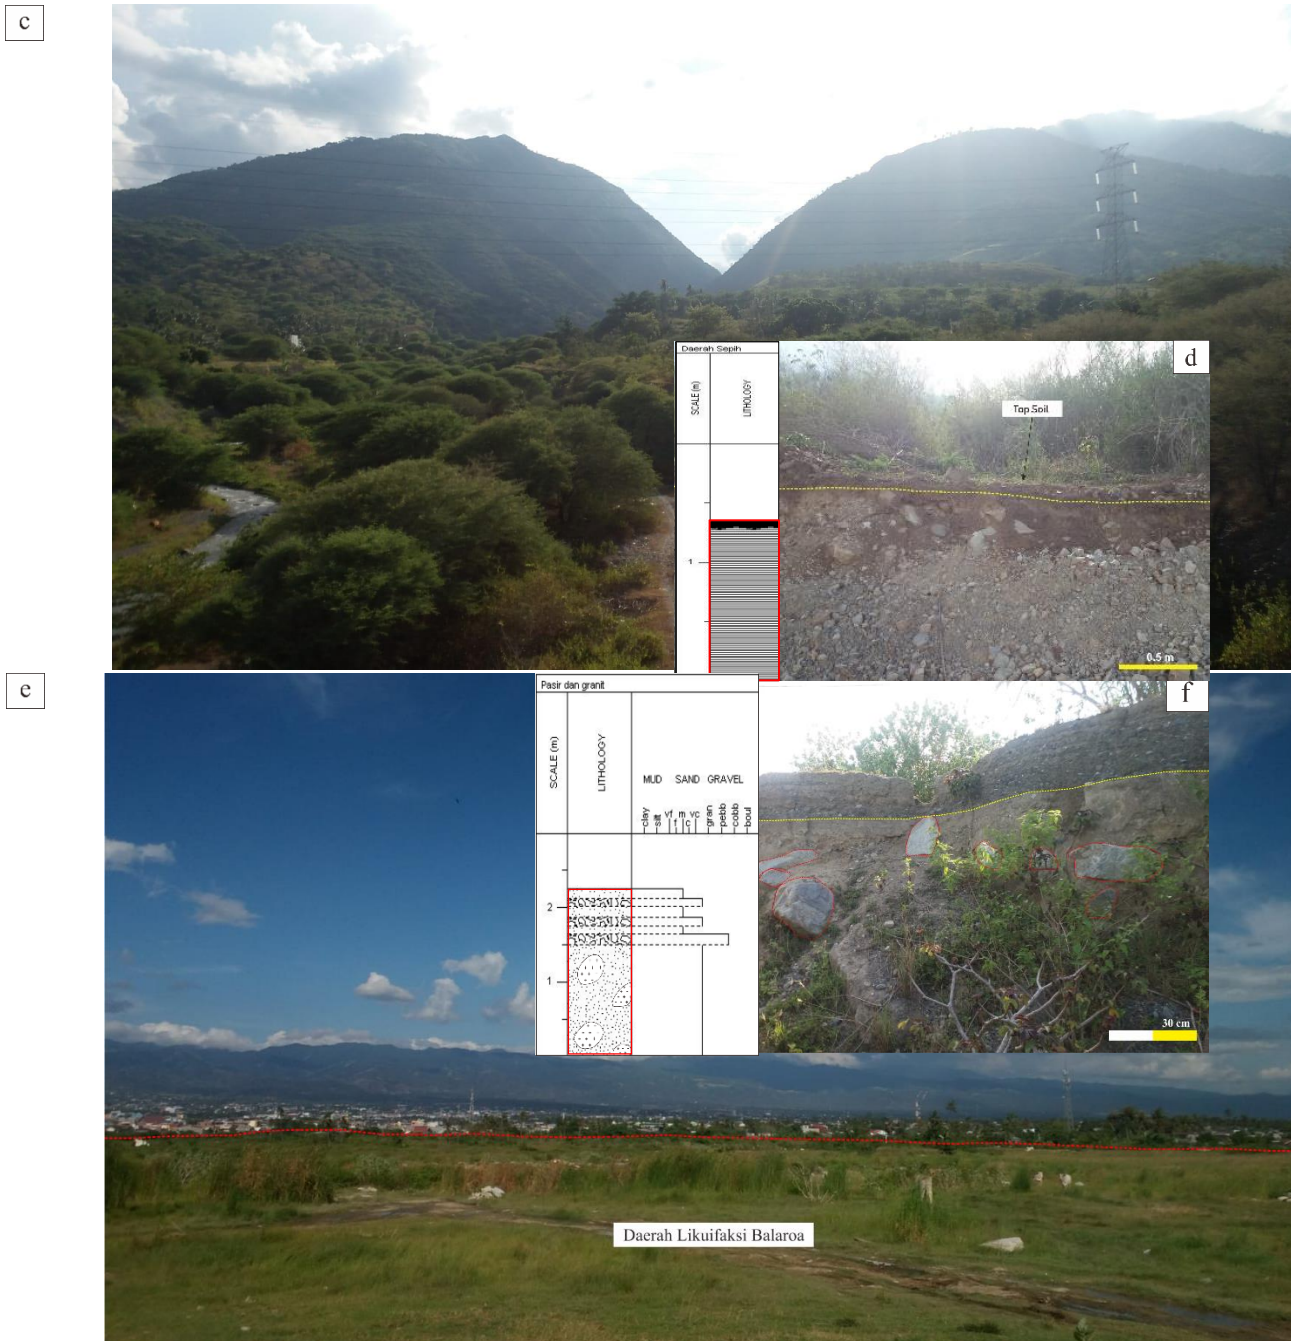 c
d
Daerah Sepih
SCALE (m)
LITHOLOGY
Top Soil
1
0.5 m
e
f
Pasir dan granit
SCALE (m)
LITHOLOGY
MUD SAND GRAVEL
clay silt vf f m c vc gran pebb cobb boul
2
1
30 cm
Daerah Likuifaksi Balaroa